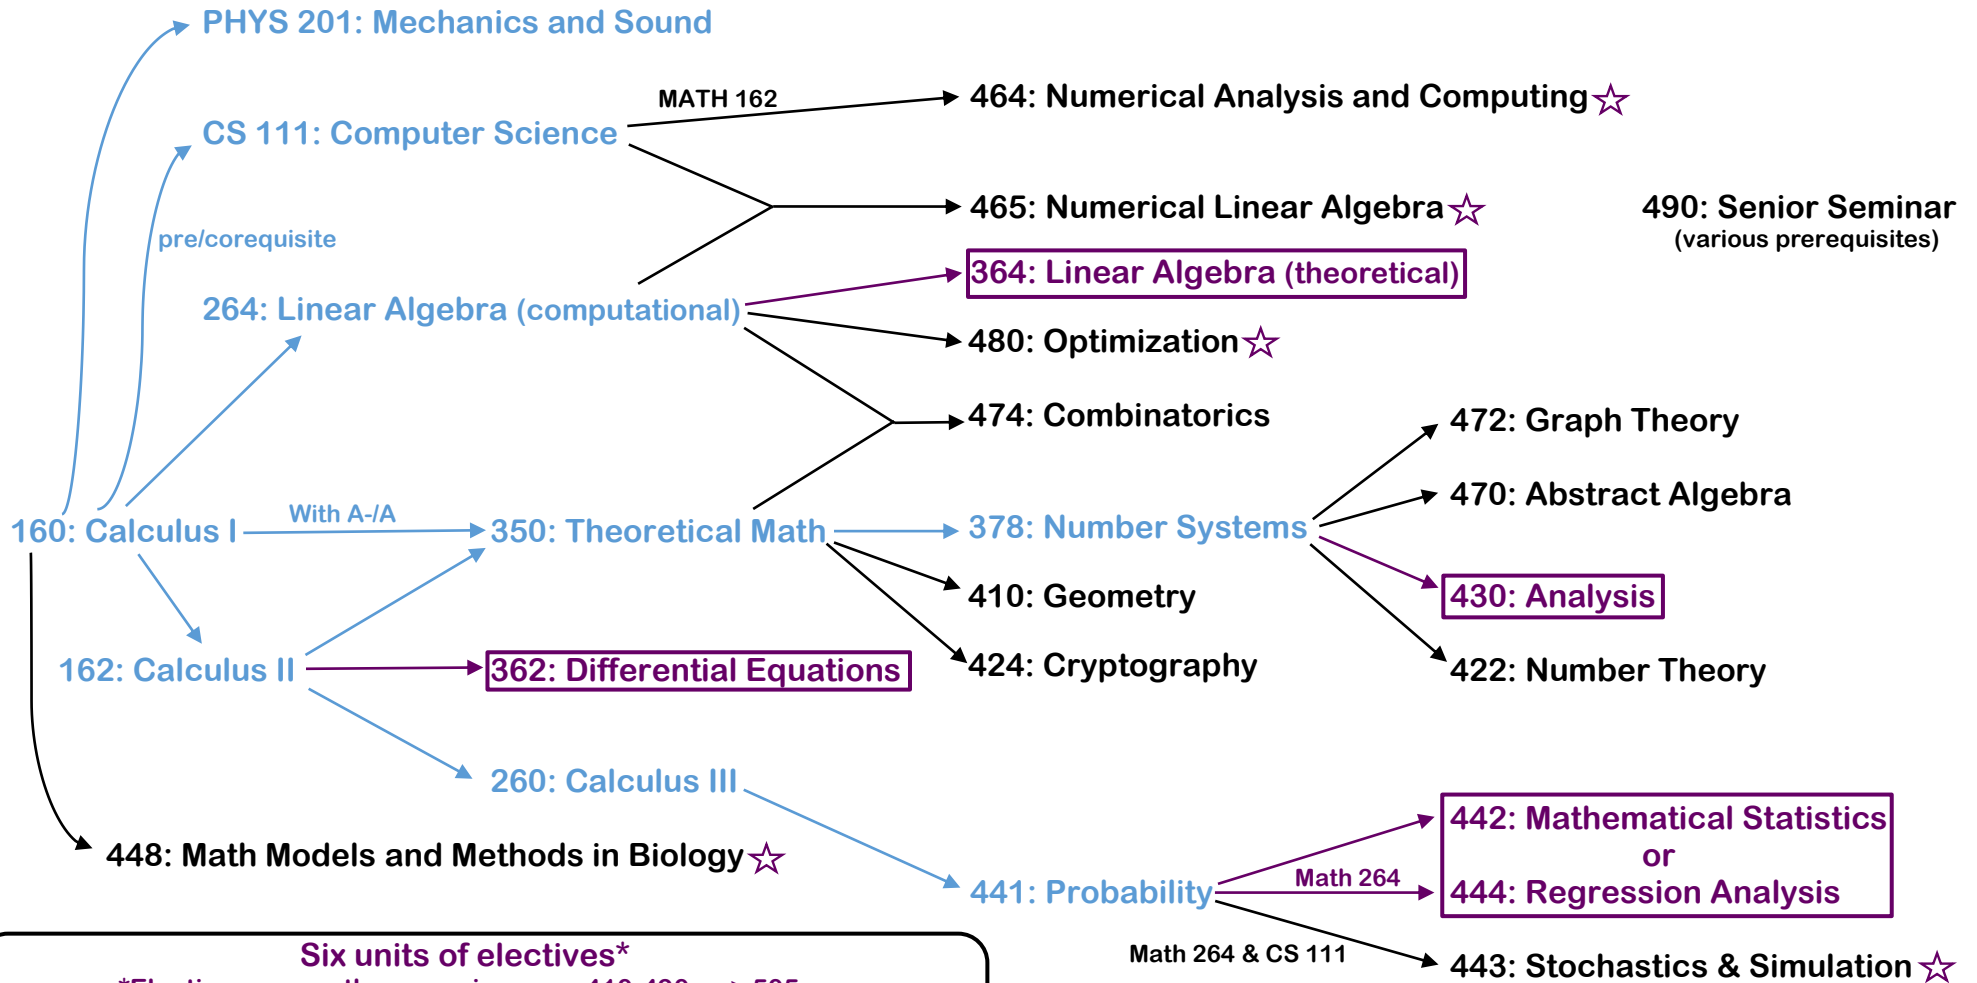 PHYS 201: Mechanics and Sound
MATH 162
464: Numerical Analysis and Computing
CS 111: Computer Science
465: Numerical Linear Algebra
490: Senior Seminar
(various prerequisites)
pre/corequisite
364: Linear Algebra (theoretical)
264: Linear Algebra (computational)
480: Optimization
474: Combinatorics
472: Graph Theory
470: Abstract Algebra
160: Calculus I
With A-/A
350: Theoretical Math
378: Number Systems
410: Geometry
430: Analysis
162: Calculus II
362: Differential Equations
424: Cryptography
422: Number Theory
260: Calculus III
448: Math Models and Methods in Biology
442: Mathematical Statistics
or
444: Regression Analysis
441: Probability
Math 264
Math 264 & CS 111
443: Stochastics & Simulation
Six units of electives*